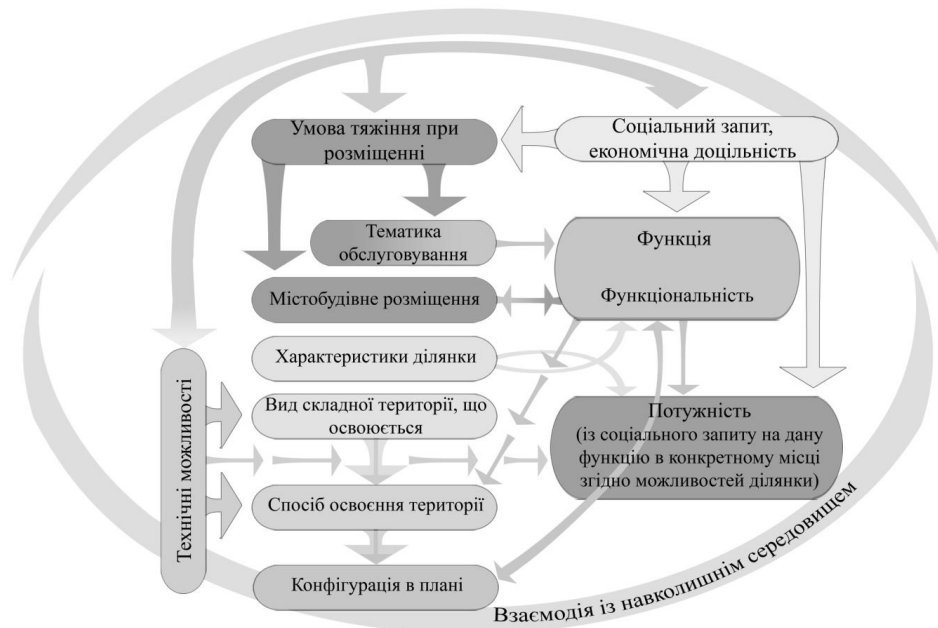 Умова тяжіння при
розміщенні
Соціальний запит,
економічна доцільність
Тематика
обслуговування
Функція
Функціональність
Містобудівне розміщення
Характеристики ділянки
Вид складної території, що
освоюється
Потужність
(із соціального запиту на дану
функцію в конкретному місці
згідно можливостей ділянки)
Технічні можливості
Спосіб освоєння території
Конфігурація в плані
Взаємодія із навколишнім середовищем